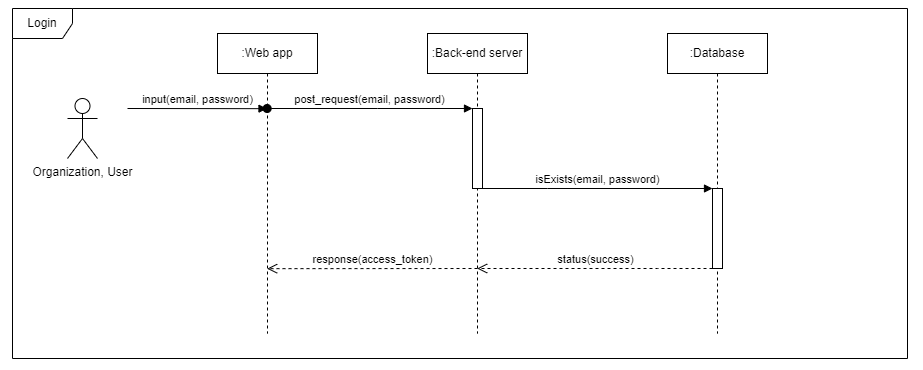 Login
:Web app
:Back-end server
:Database
input(email, password)
post_request(email, password)
Organization, User
isExists(email, password)
response(access_token)
status(success)